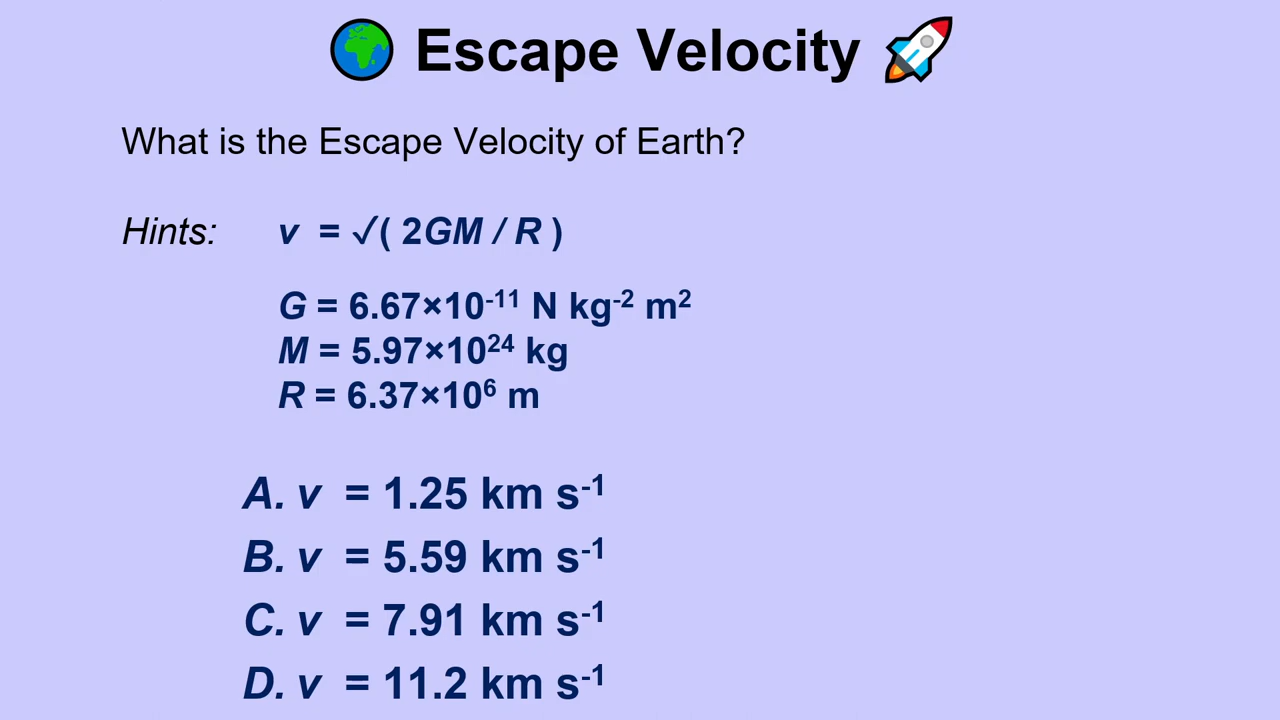 🌍 Escape Velocity 🚀
What is the Escape Velocity of Earth?
Hints: v = ✓( 2GM / R )
G = 6.67×10⁻¹¹ N kg⁻² m²
M = 5.97×10²⁴ kg
R = 6.37×10⁶ m
A. v = 1.25 km s⁻¹
B. v = 5.59 km s⁻¹
C. v = 7.91 km s⁻¹
D. v = 11.2 km s⁻¹